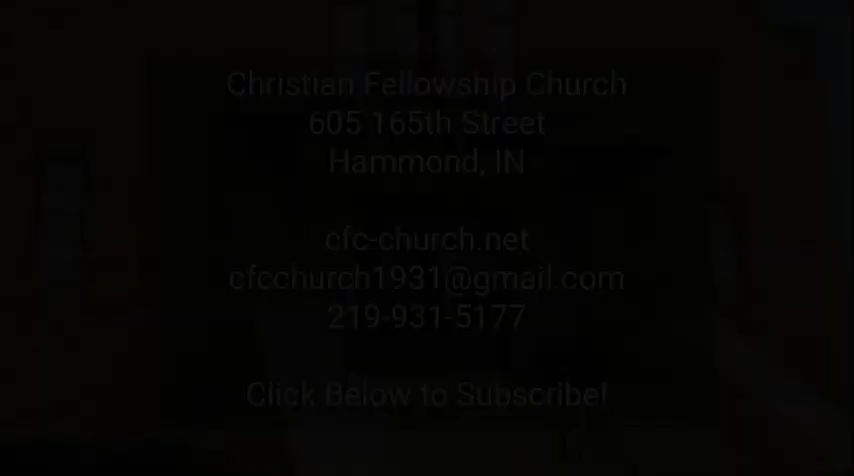 Christian Fellowship Church
605 165th Street
Hammond, IN
cfc-church.net
cfcchurch1931@gmail.com
219-931-5177
Click Below to Subscribe!